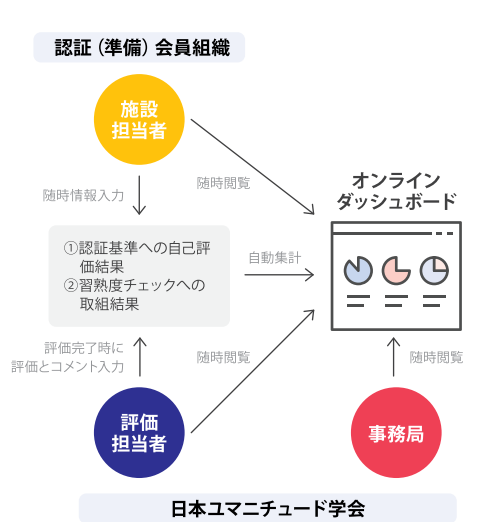 認証（準備）会員組織
施設
担当者
随時情報入力
随時閲覧
オンライン
ダッシュボード
①認証基準への自己評
価結果
②習熟度チェックへの
取組結果
自動集計
評価完了時に
評価とコメント入力
随時閲覧
随時閲覧
評価
担当者
事務局
日本ユマニチュード学会